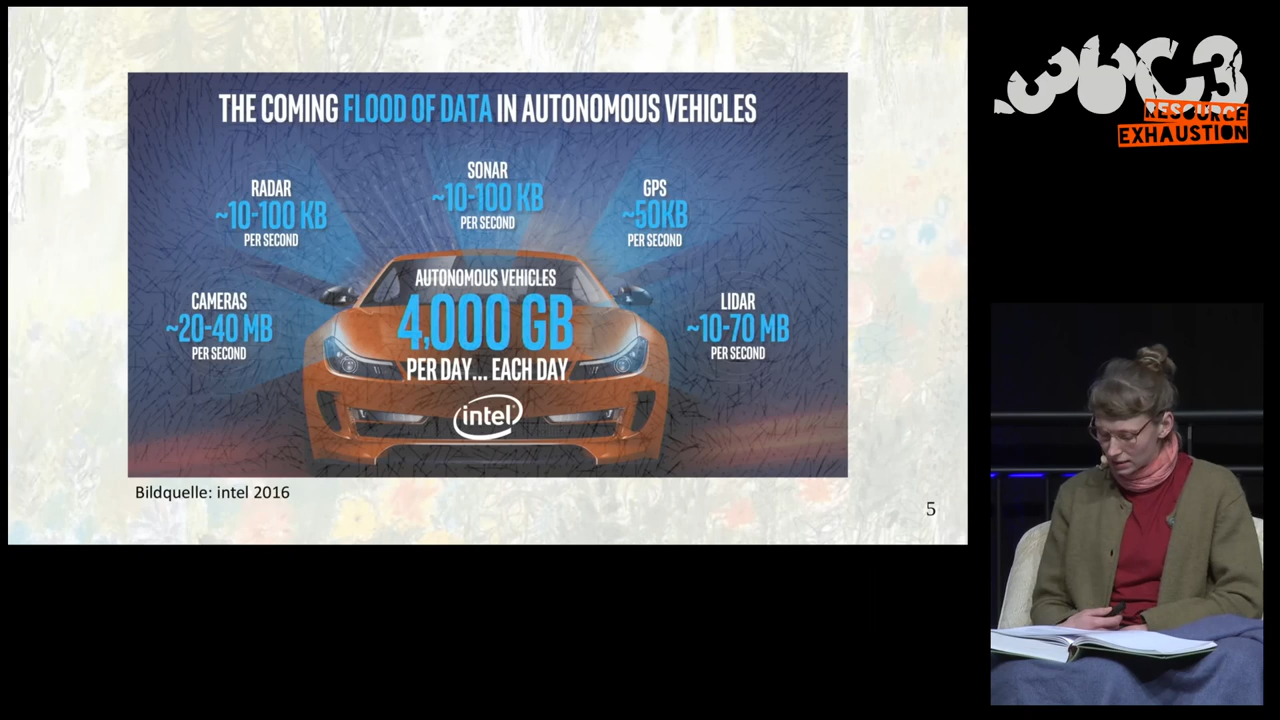 THE COMING FLOOD OF DATA IN AUTONOMOUS VEHICLES
RADAR
~10-100 KB
PER SECOND
SONAR
~10-100 KB
PER SECOND
GPS
~50KB
PER SECOND
CAMERAS
~20-40 MB
PER SECOND
AUTONOMOUS VEHICLES
4,000 GB
PER DAY... EACH DAY
intel
LIDAR
~10-70 MB
PER SECOND
Bildquelle: intel 2016
5
36C3
RESOURCE
EXHAUSTION